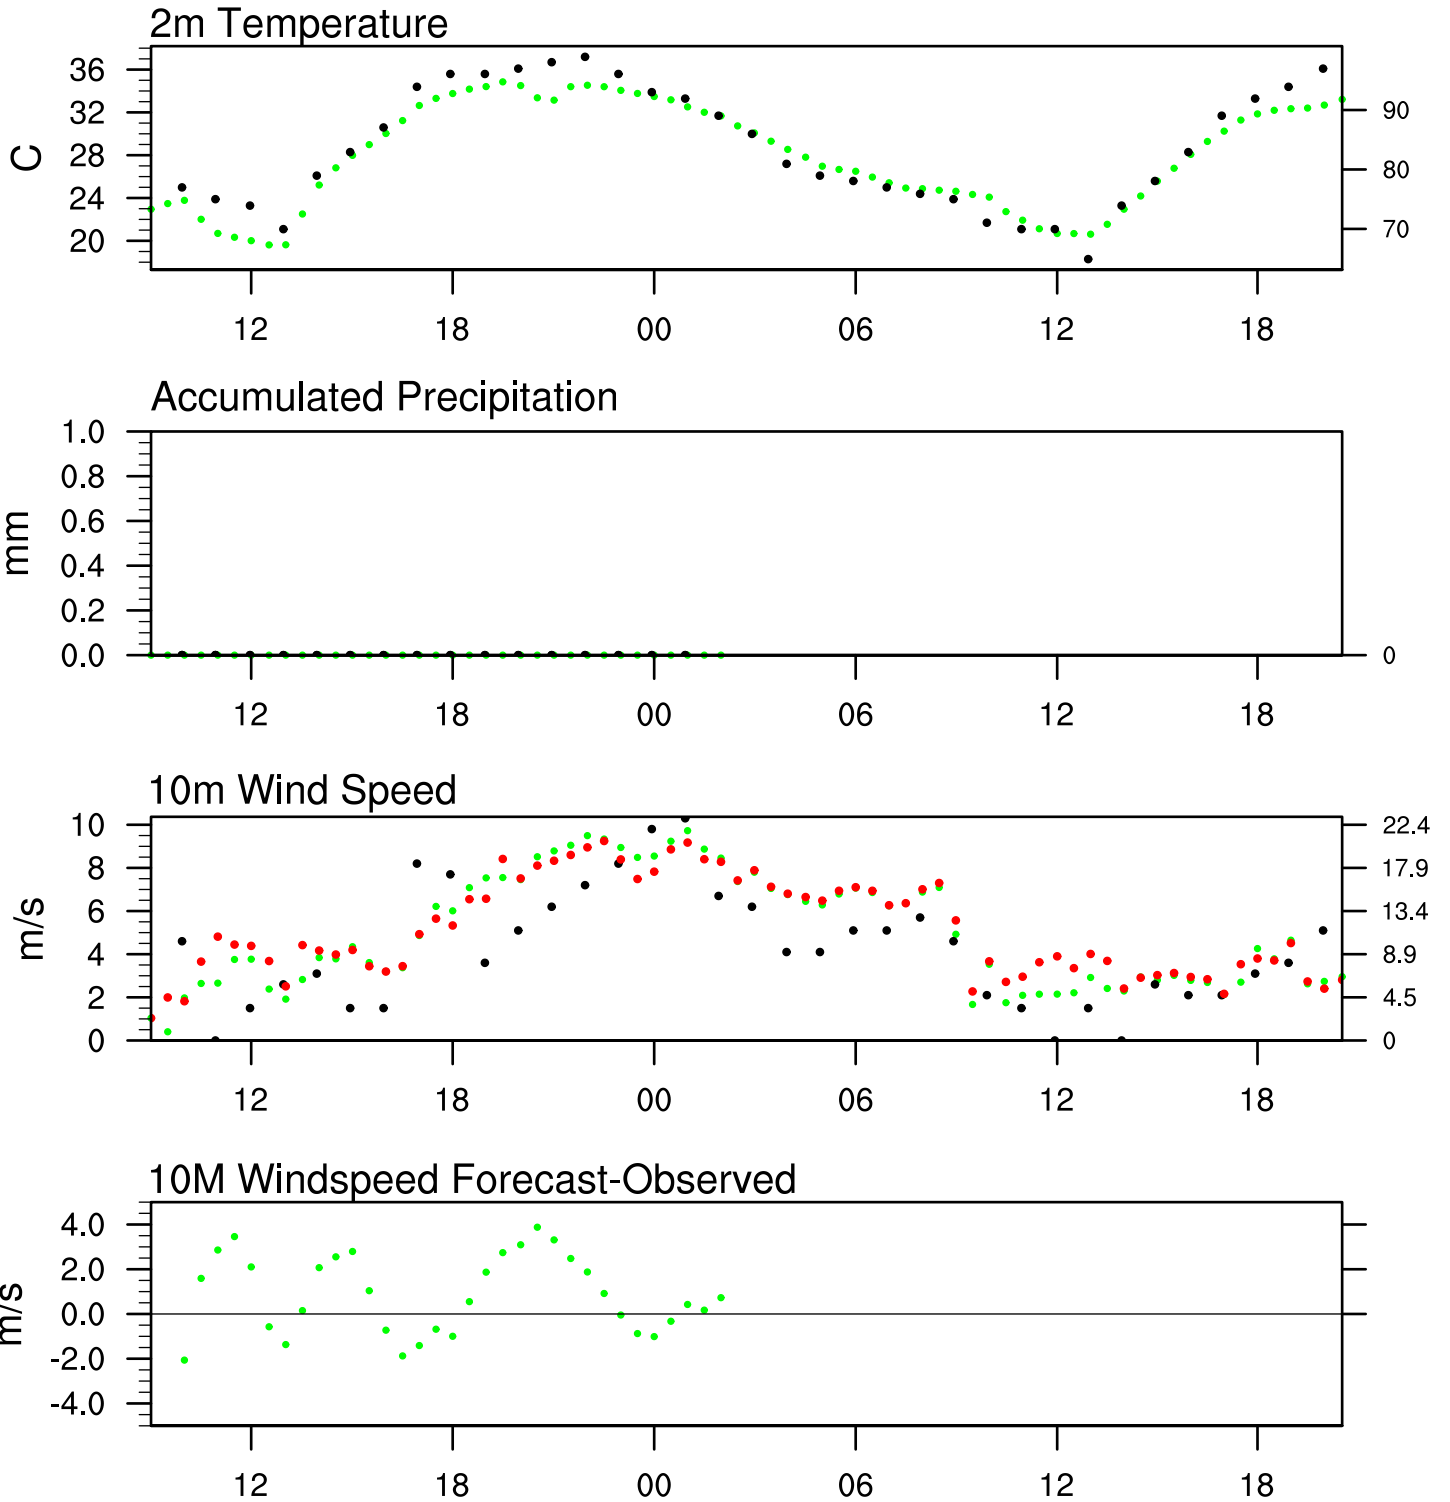 2m Temperature
36
32
28
24
20
C
90
80
70
12 18 00 06 12 18
Accumulated Precipitation
1.0
0.8
0.6
0.4
0.2
0.0
mm
0
12 18 00 06 12 18
10m Wind Speed
10
8
6
4
2
0
m/s
22.4
17.9
13.4
8.9
4.5
0
12 18 00 06 12 18
10M Windspeed Forecast-Observed
4.0
2.0
0.0
-2.0
-4.0
m/s
12 18 00 06 12 18